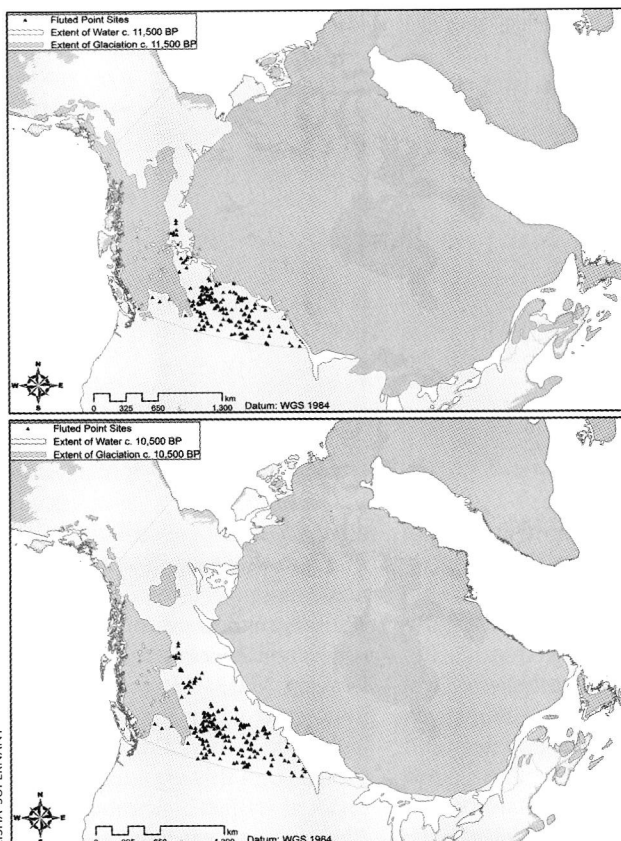 Fluted Point Sites
Extent of Water c. 11,500 BP
Extent of Glaciation c. 11,500 BP
N
W E
S
km
0 325 650 1,300
Datum: WGS 1984
Fluted Point Sites
Extent of Water c. 10,500 BP
Extent of Glaciation c. 10,500 BP
N
W E
km
Datum: WGS 1984